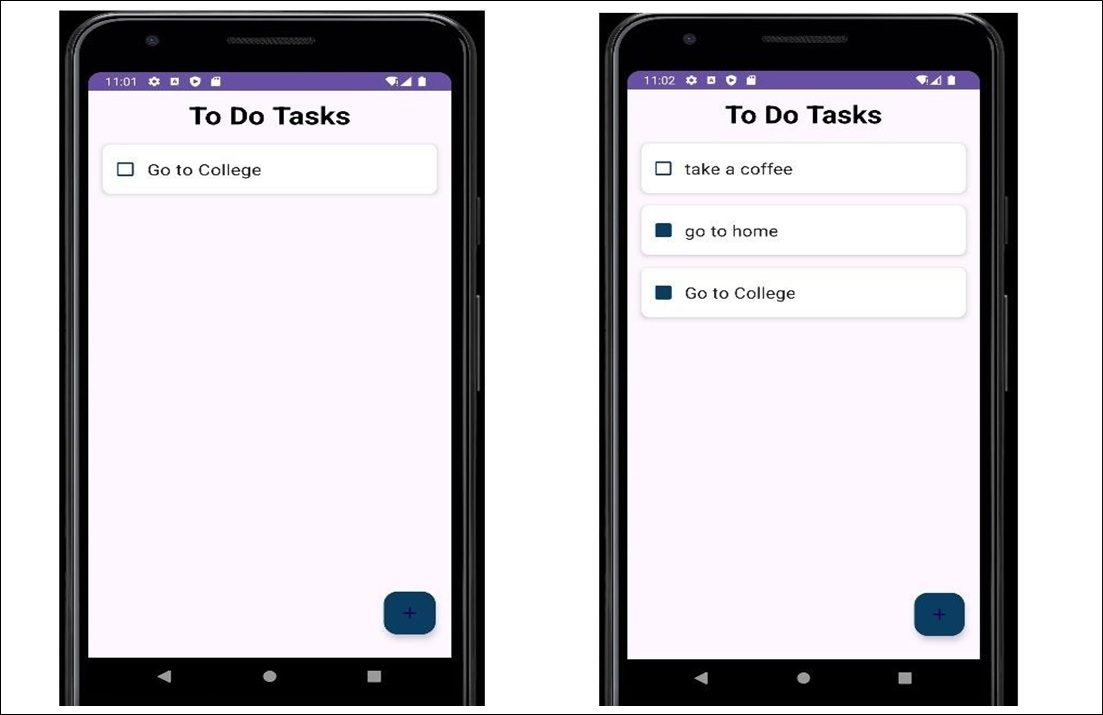 11:01
To Do Tasks
Go to College
+
11:02
To Do Tasks
take a coffee
go to home
Go to College
+